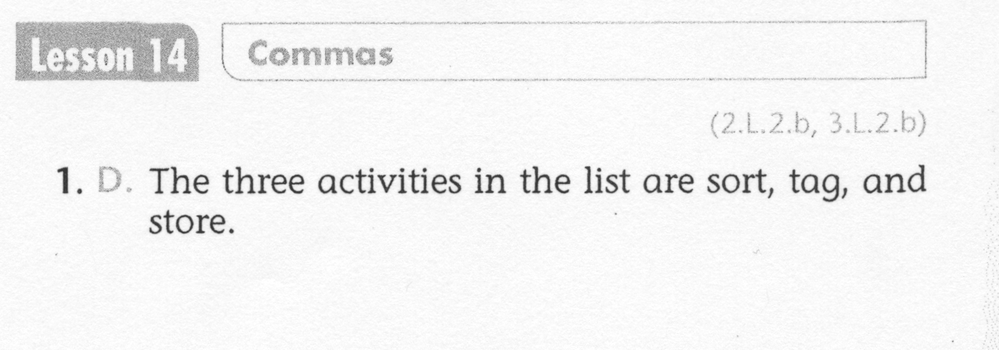 Lesson 14 Commas
(2.L.2.b, 3.L.2.b)
1. D. The three activities in the list are sort, tag, and
store.